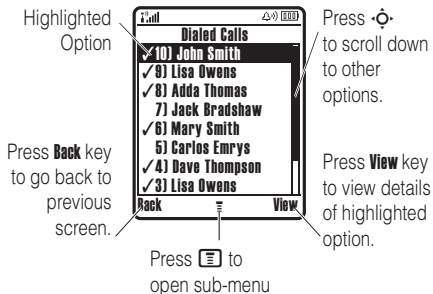 Highlighted
Option
Dialed Calls
✓10) John Smith
✓9) Lisa Owens
✓8) Adda Thomas
7) Jack Bradshaw
✓6) Mary Smith
5) Carlos Emrys
✓4) Dave Thompson
✓3) Lisa Owens
Back View
Press
to scroll down
to other
options.
Press Back key
to go back to
previous
screen.
Press View key
to view details
of highlighted
option.
Press to
open sub-menu